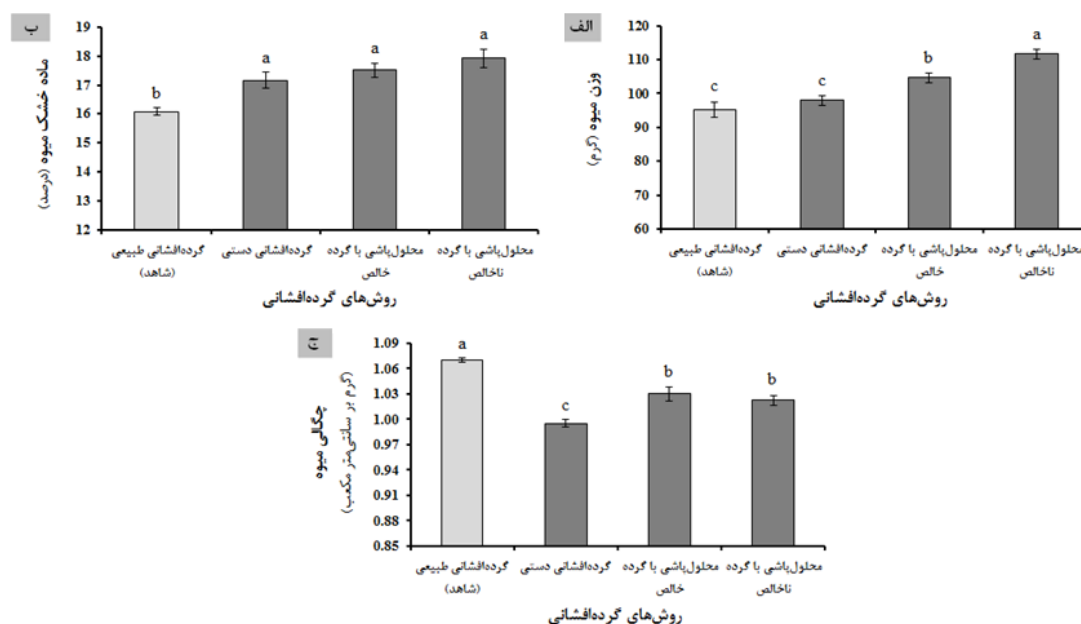 الف
وزن میوه (گرم)
120
110
100
90
80
70
60
c
c
b
a
گرده‌افشانی طبیعی
(شاهد)
گرده‌افشانی دستی
محلول‌پاشی با گرده
خالص
محلول‌پاشی با گرده
ناخالص
روش‌های گرده‌افشانی
ب
ماده خشک میوه (درصد)
19
18
17
16
15
14
13
12
b
a
a
a
گرده‌افشانی طبیعی
(شاهد)
گرده‌افشانی دستی
محلول‌پاشی با گرده
خالص
محلول‌پاشی با گرده
ناخالص
روش‌های گرده‌افشانی
ج
چگالی میوه
(گرم بر سانتی‌متر مکعب)
1.09
1.06
1.03
1.00
0.97
0.94
0.91
0.88
0.85
a
c
b
b
گرده‌افشانی طبیعی
(شاهد)
گرده‌افشانی دستی
محلول‌پاشی با گرده
خالص
محلول‌پاشی با گرده
ناخالص
روش‌های گرده‌افشانی